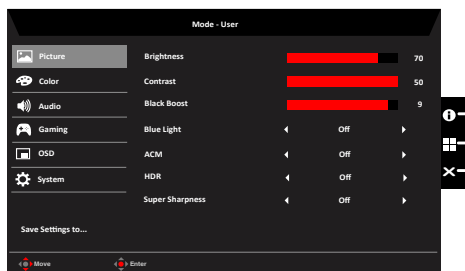 Mode - User
Picture
Color
Audio
Gaming
OSD
System
Save Settings to...
Brightness 70
Contrast 50
Black Boost 9
Blue Light Off
ACM Off
HDR Off
Super Sharpness Off
Move Enter